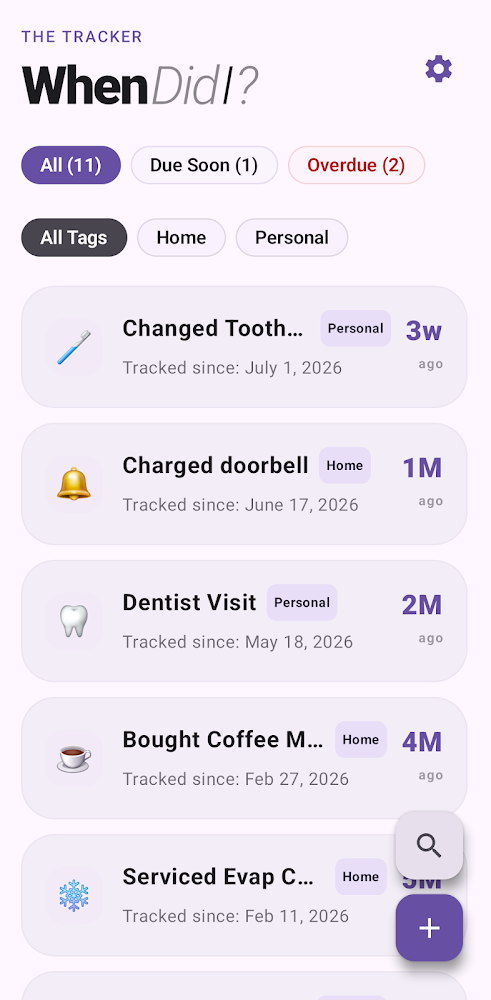 THE TRACKER
WhenDidI?
All (11)
Due Soon (1)
Overdue (2)
All Tags
Home
Personal
Changed Tooth...
Personal
3w
Tracked since: July 1, 2026
ago
Charged doorbell
Home
1M
Tracked since: June 17, 2026
ago
Dentist Visit
Personal
2M
Tracked since: May 18, 2026
ago
Bought Coffee M...
Home
4M
Tracked since: Feb 27, 2026
ago
Serviced Evap C...
Home
5M
Tracked since: Feb 11, 2026